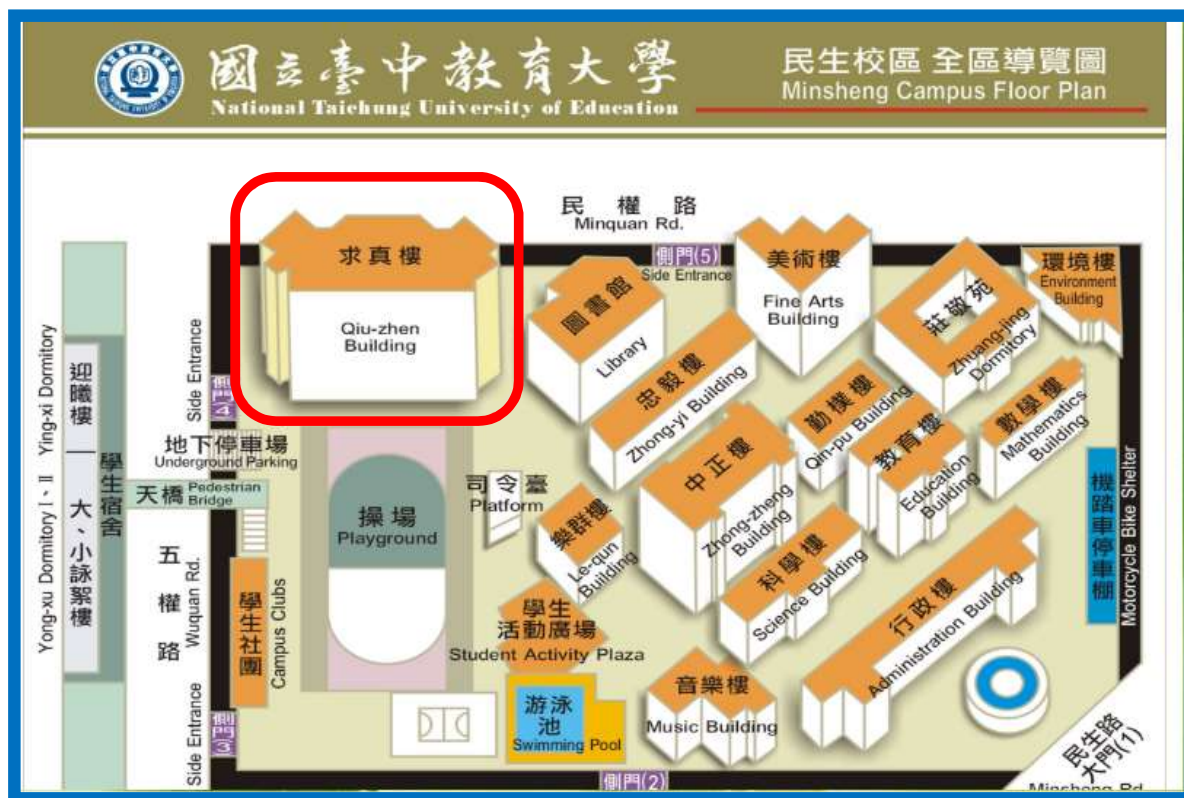 國立臺中教育大學
National Taichung University of Education
民生校區 全區導覽圖
Minsheng Campus Floor Plan
民權路
Minquan Rd.
側門(5)
Side Entrance
求真樓
Qiu-zhen
Building
圖書館
Library
美術樓
Fine Arts
Building
莊敬苑
Zhuang-jing
Dormitory
環境樓
Environment
Building
忠毅樓
Zhong-yi Building
勤樸樓
Qin-pu Building
教育樓
Education
Building
數學樓
Mathematics
Building
中正樓
Zhong-zheng
Building
樂群樓
Le-qun
Building
科學樓
Science Building
行政樓
Administration Building
機踏車停車棚
Motorcycle Bike Shelter
側門4
Side Entrance
地下停車場
Underground Parking
天橋
Pedestrian
Bridge
學生宿舍
迎曦樓
Ying-xi Dormitory
大、小詠絮樓
Yong-xu Dormitory I、II
五權路
Wuquan Rd.
學生社團
Campus Clubs
操場
Playground
司令臺
Platform
學生
活動廣場
Student Activity Plaza
游泳
池
Swimming Pool
音樂樓
Music Building
側門3
Side Entrance
側門(2)
民生路
大門(1)
Minsheng Rd